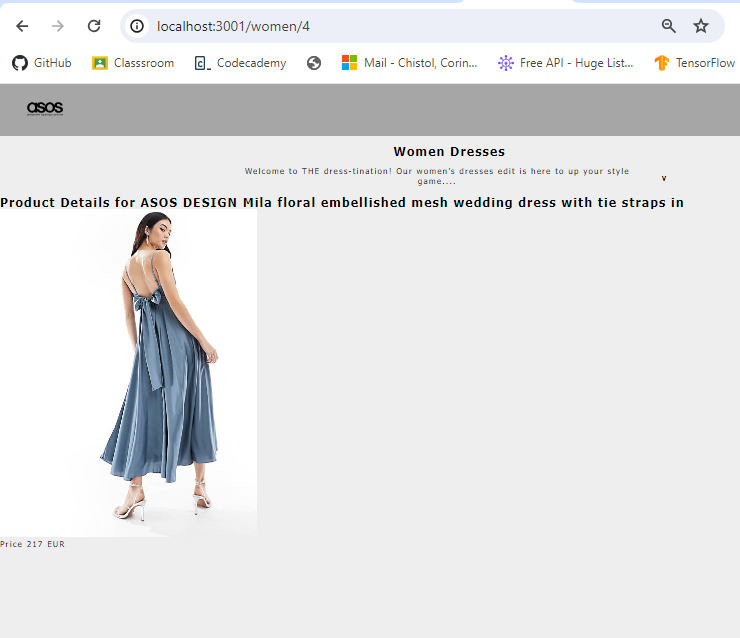 localhost:3001/women/4
GitHub Classsroom Codecademy Mail - Chistol, Corin... Free API - Huge List... TensorFlow
asos
Women Dresses
Welcome to THE dress-tination! Our women's dresses edit is here to up your style
game....
∨
Product Details for ASOS DESIGN Mila floral embellished mesh wedding dress with tie straps in
Price 217 EUR